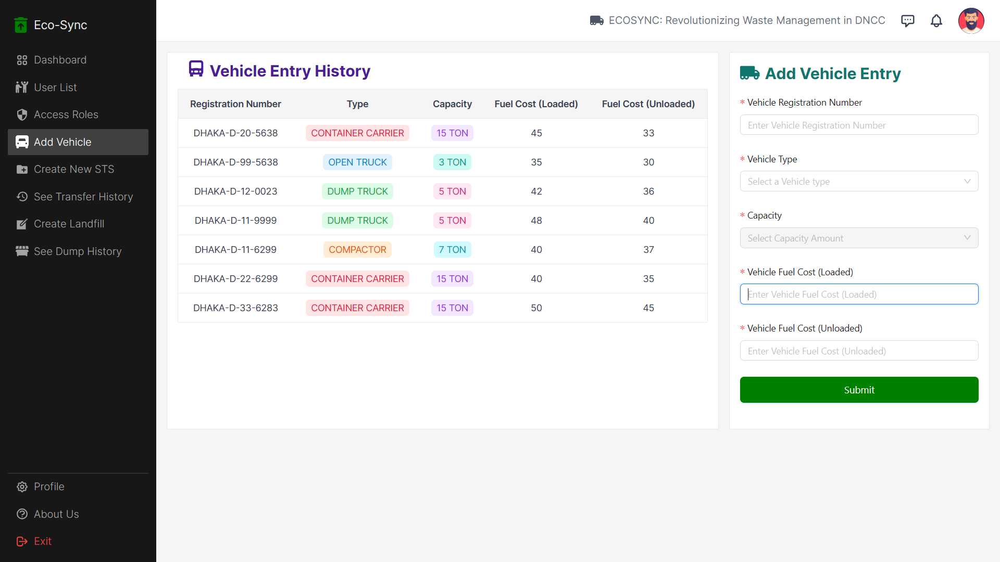 Eco-Sync
Dashboard
User List
Access Roles
Add Vehicle
Create New STS
See Transfer History
Create Landfill
See Dump History
Profile
About Us
Exit
ECOSYNC: Revolutionizing Waste Management in DNCC
Vehicle Entry History
Registration Number Type Capacity Fuel Cost (Loaded) Fuel Cost (Unloaded)
DHAKA-D-20-5638 CONTAINER CARRIER 15 TON 45 33
DHAKA-D-99-5638 OPEN TRUCK 3 TON 35 30
DHAKA-D-12-0023 DUMP TRUCK 5 TON 42 36
DHAKA-D-11-9999 DUMP TRUCK 5 TON 48 40
DHAKA-D-11-6299 COMPACTOR 7 TON 40 37
DHAKA-D-22-6299 CONTAINER CARRIER 15 TON 40 35
DHAKA-D-33-6283 CONTAINER CARRIER 15 TON 50 45
Add Vehicle Entry
* Vehicle Registration Number
Enter Vehicle Registration Number
* Vehicle Type
Select a Vehicle type
* Capacity
Select Capacity Amount
* Vehicle Fuel Cost (Loaded)
Enter Vehicle Fuel Cost (Loaded)
* Vehicle Fuel Cost (Unloaded)
Enter Vehicle Fuel Cost (Unloaded)
Submit